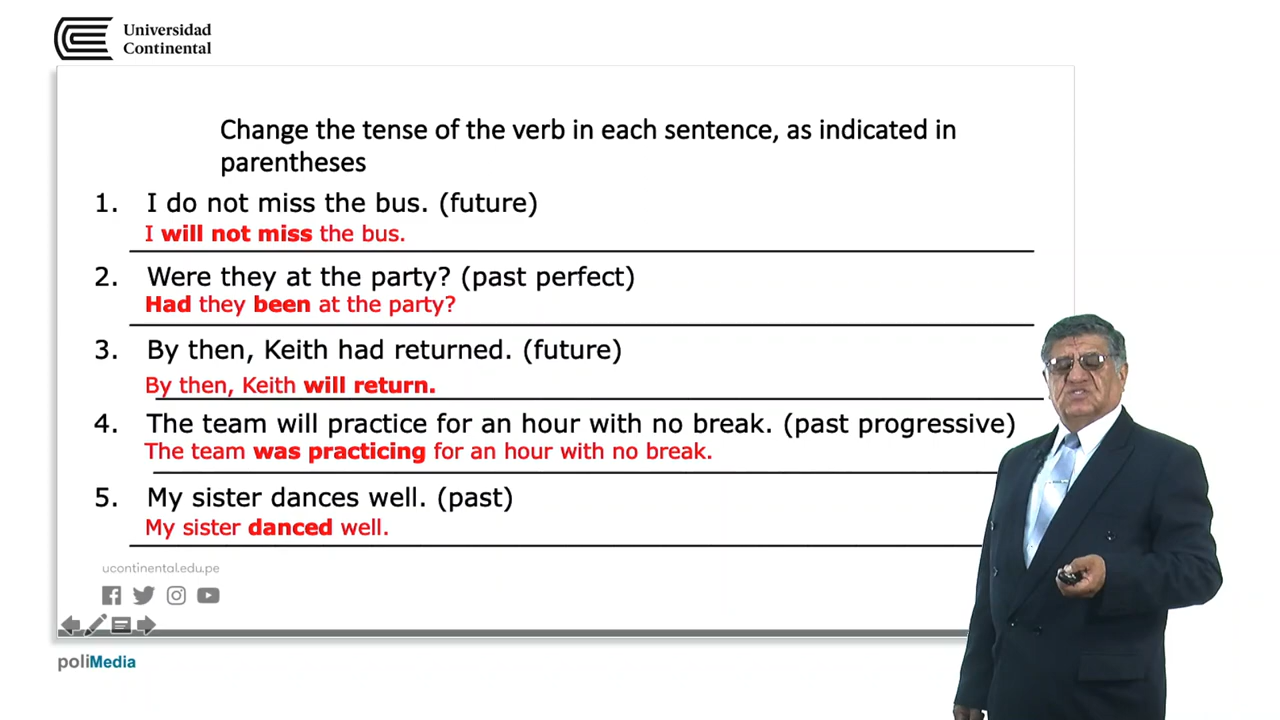 Universidad
Continental
Change the tense of the verb in each sentence, as indicated in
parentheses
1. I do not miss the bus. (future)
I will not miss the bus.
2. Were they at the party? (past perfect)
Had they been at the party?
3. By then, Keith had returned. (future)
By then, Keith will return.
4. The team will practice for an hour with no break. (past progressive)
The team was practicing for an hour with no break.
5. My sister dances well. (past)
My sister danced well.
ucontinental.edu.pe
poliMedia